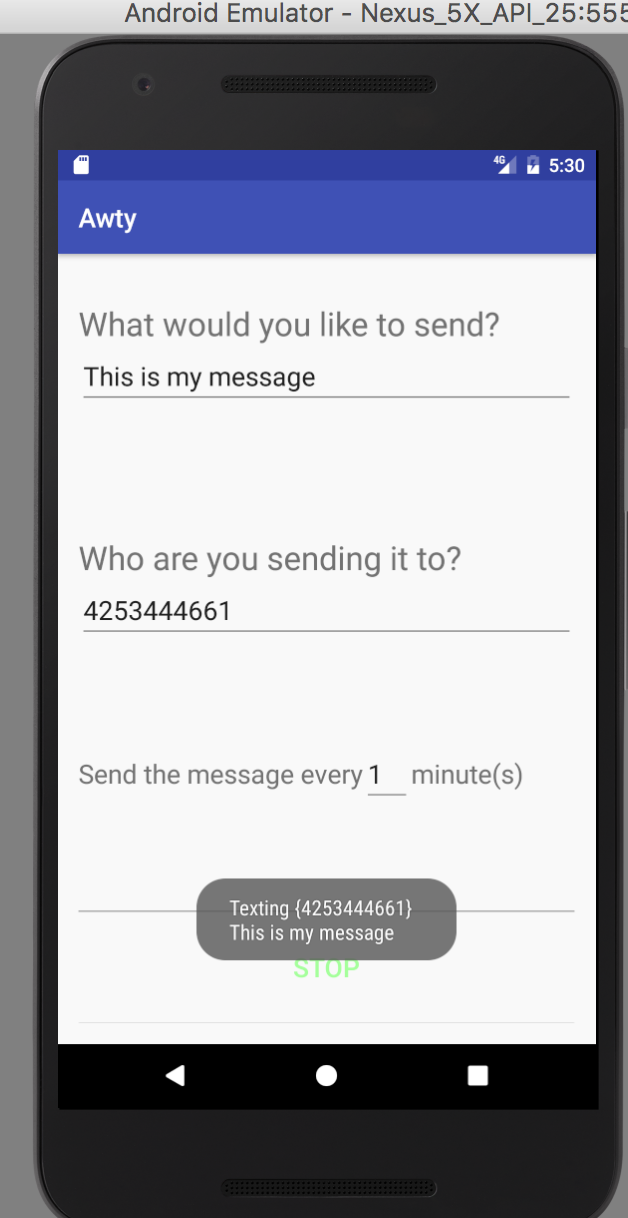 Android Emulator - Nexus_5X_API_25:555
4G 5:30
Awty
What would you like to send?
This is my message
Who are you sending it to?
4253444661
Send the message every 1 minute(s)
Texting {4253444661}
This is my message
STOP